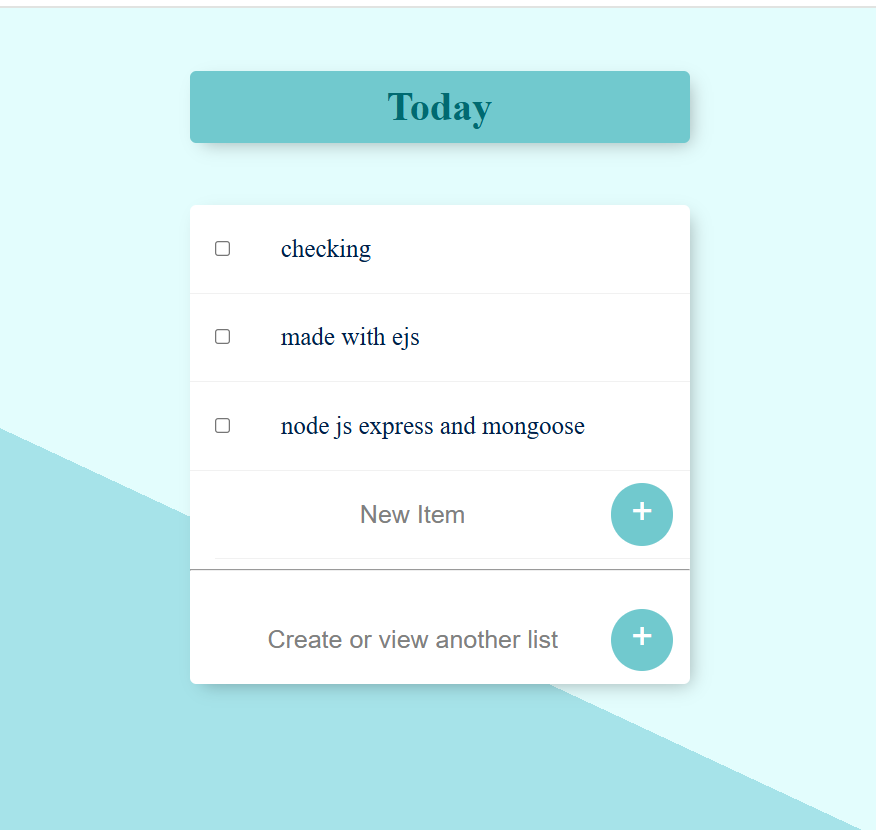 Today
checking
made with ejs
node js express and mongoose
New Item
+
Create or view another list
+